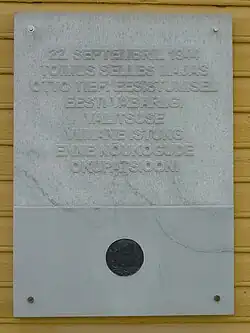 22. SEPTEMBRIL 1944
TOIMUS SELLES MAJAS
OTTO TIEFI EESISTUMISEL
EESTI VABARIIGI
VALITSUSE
VIIMANE ISTUNG
ENNE NÕUKOGUDE
OKUPATSIOONI